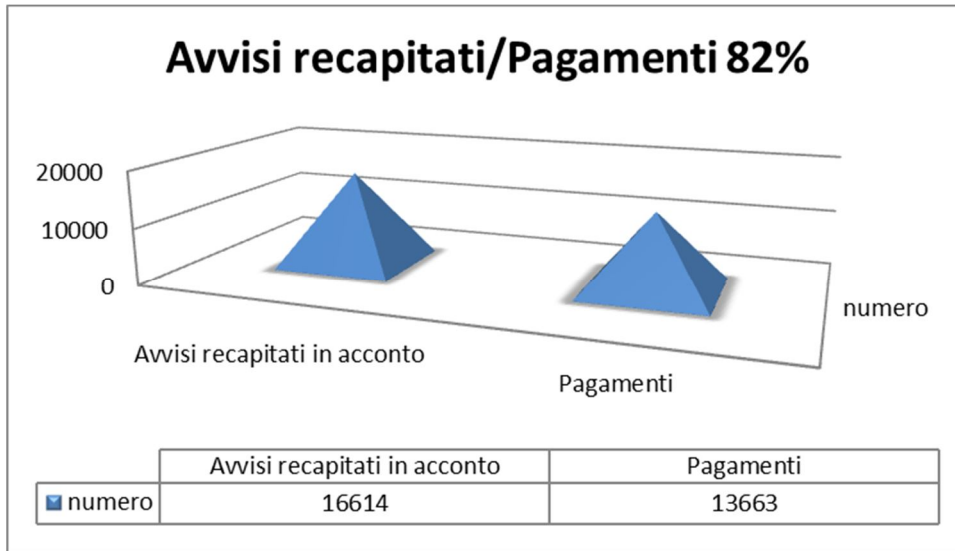 Avvisi recapitati/Pagamenti 82%
20000
10000
0
numero
Avvisi recapitati in acconto
Pagamenti
Avvisi recapitati in acconto Pagamenti
numero 16614 13663